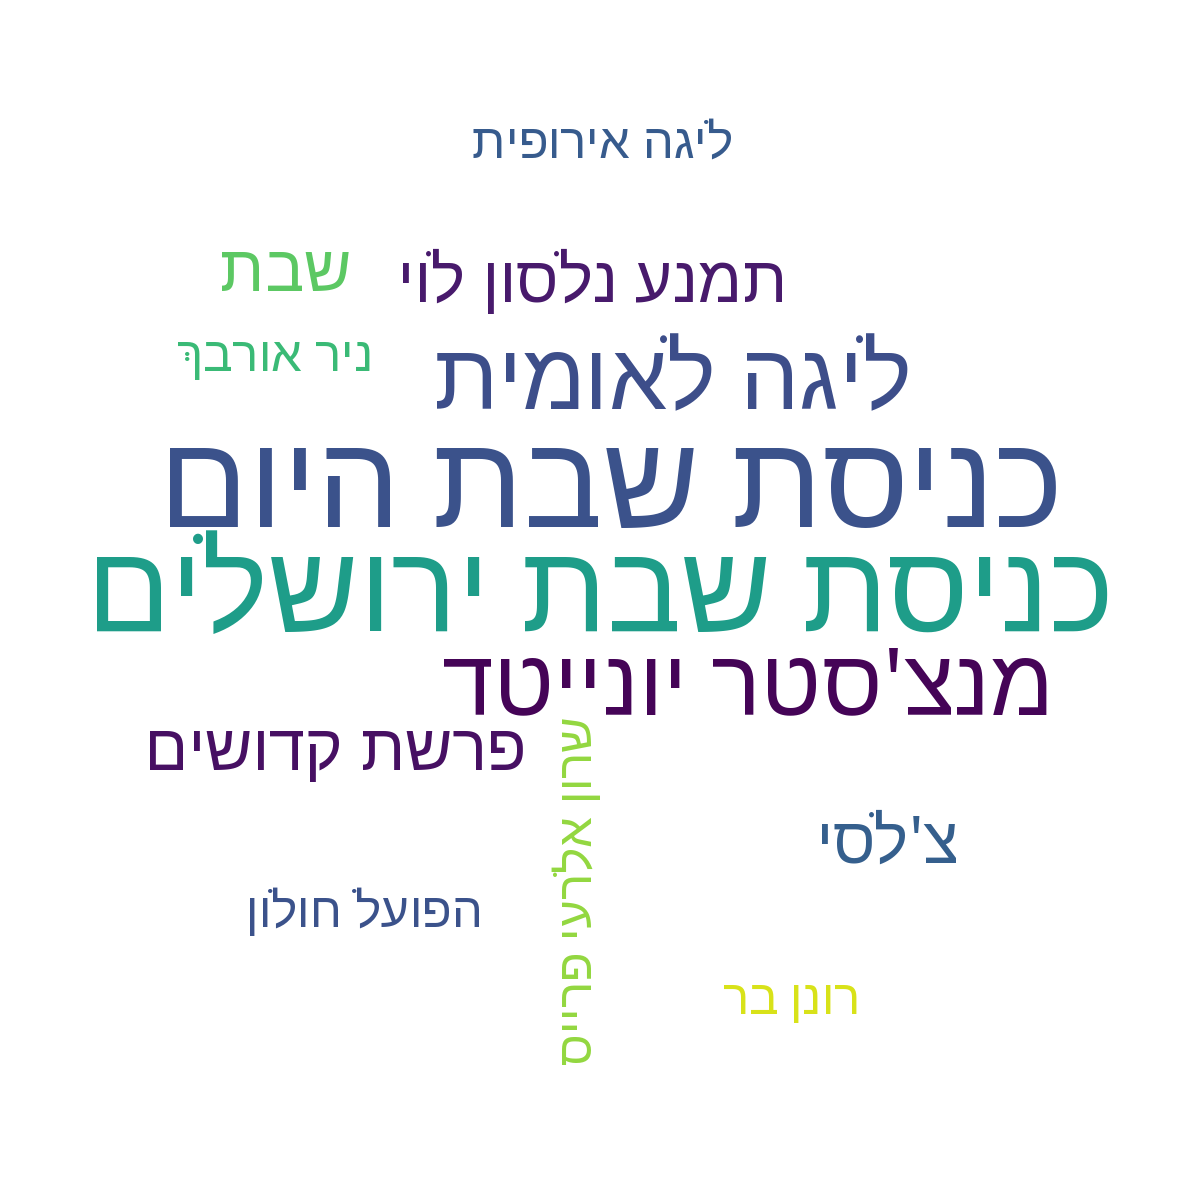 ליגה אירופית
תמנע נלסון לוי
שבת
ניר אורבך
ליגה לאומית
כניסת שבת היום
כניסת שבת ירושלים
מנצ'סטר יונייטד
פרשת קדושים
שרון אלרעי פרייס
צ'לסי
הפועל חולון
רונן בר